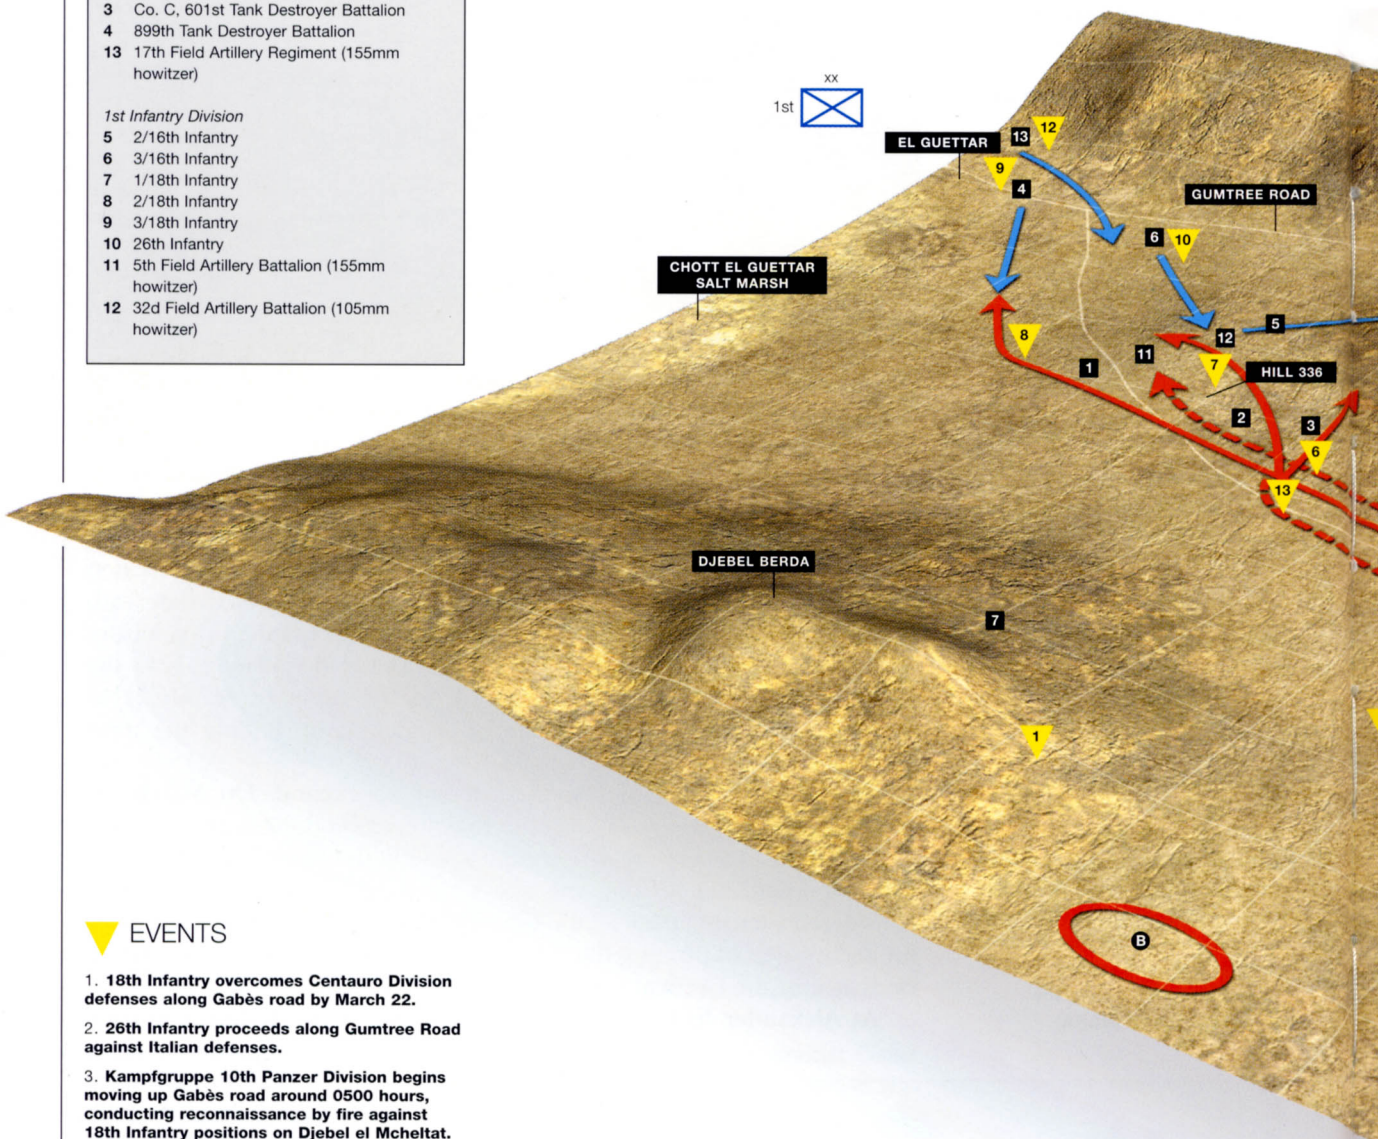 3 Co. C, 601st Tank Destroyer Battalion
4 899th Tank Destroyer Battalion
13 17th Field Artillery Regiment (155mm
howitzer)
1st Infantry Division
5 2/16th Infantry
6 3/16th Infantry
7 1/18th Infantry
8 2/18th Infantry
9 3/18th Infantry
10 26th Infantry
11 5th Field Artillery Battalion (155mm
howitzer)
12 32d Field Artillery Battalion (105mm
howitzer)
xx
1st
EL GUETTAR
13
12
9
4
GUMTREE ROAD
6
10
CHOTT EL GUETTAR
SALT MARSH
5
8
12
11
1
7
HILL 336
2
3
6
13
DJEBEL BERDA
7
1
B
EVENTS
1. 18th Infantry overcomes Centauro Division
defenses along Gabès road by March 22.
2. 26th Infantry proceeds along Gumtree Road
against Italian defenses.
3. Kampfgruppe 10th Panzer Division begins
moving up Gabès road around 0500 hours,
conducting reconnaissance by fire against
18th Infantry positions on Djebel el Mcheltat.